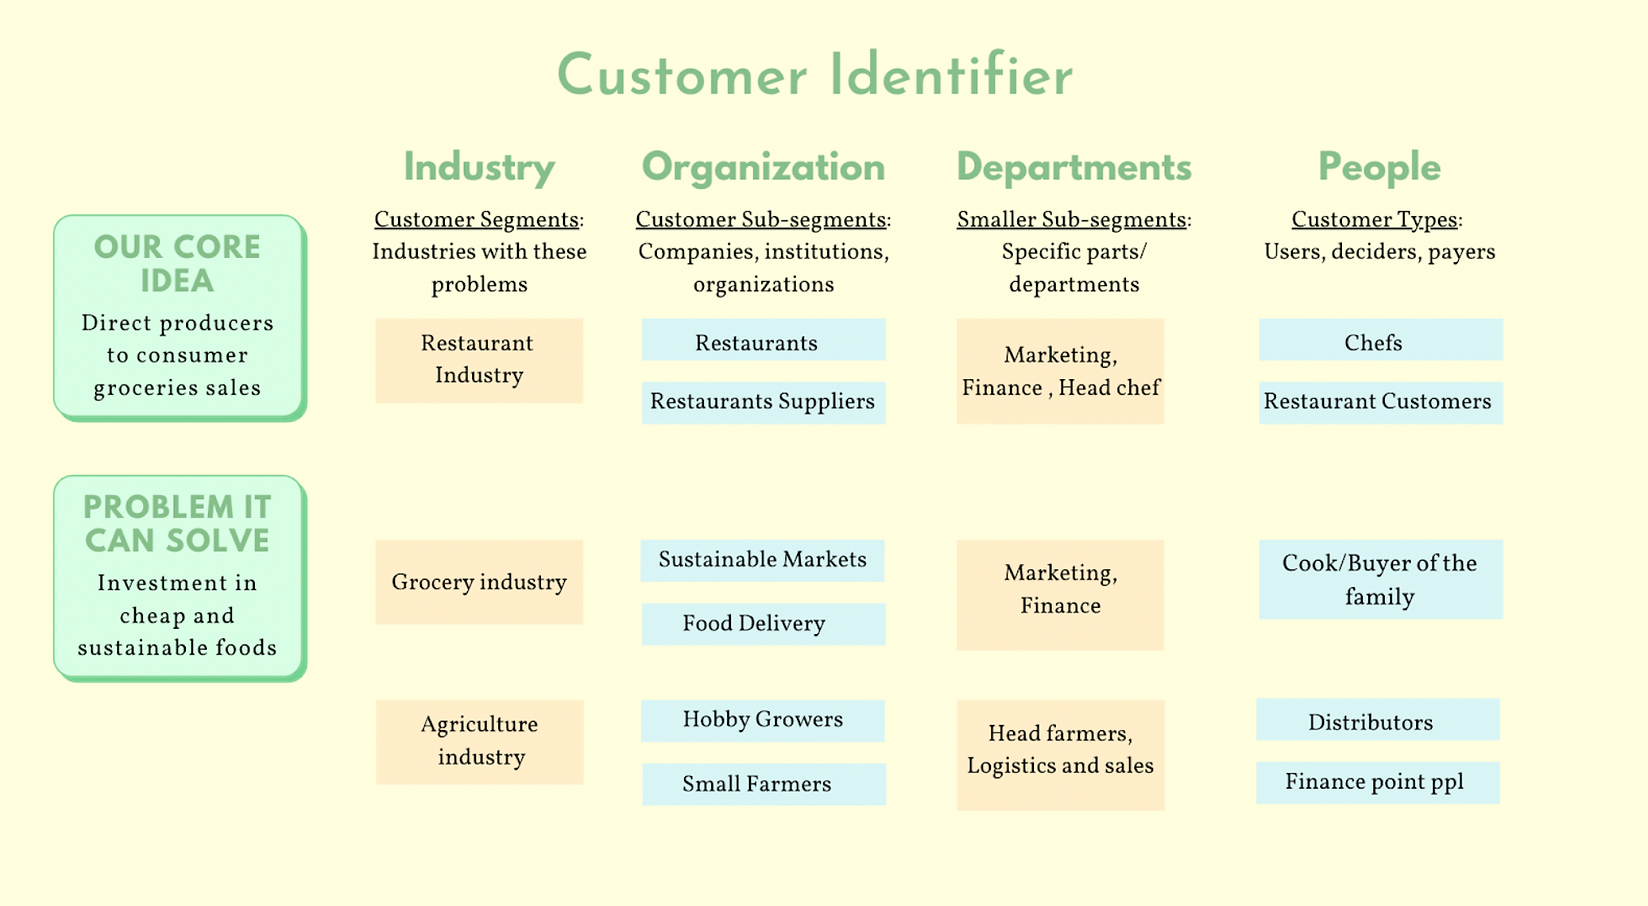 Customer Identifier
OUR CORE
IDEA
Direct producers
to consumer
groceries sales
PROBLEM IT
CAN SOLVE
Investment in
cheap and
sustainable foods
Industry
Customer Segments:
Industries with these
problems
Restaurant
Industry
Grocery industry
Agriculture
industry
Organization
Customer Sub-segments:
Companies, institutions,
organizations
Restaurants
Restaurants Suppliers
Sustainable Markets
Food Delivery
Hobby Growers
Small Farmers
Departments
Smaller Sub-segments:
Specific parts/
departments
Marketing,
Finance , Head chef
Marketing,
Finance
Head farmers,
Logistics and sales
People
Customer Types:
Users, deciders, payers
Chefs
Restaurant Customers
Cook/Buyer of the
family
Distributors
Finance point ppl